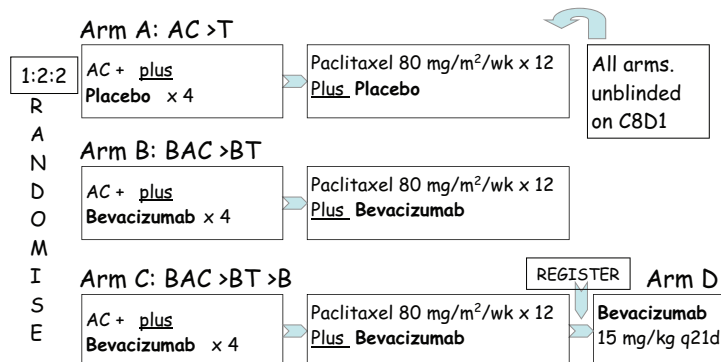 Arm A: AC >T
1:2:2
R
A
N
D
O
M
I
S
E
AC + plus
Placebo x 4
Paclitaxel 80 mg/m²/wk x 12
Plus Placebo
All arms.
unblinded
on C8D1
Arm B: BAC >BT
AC + plus
Bevacizumab x 4
Paclitaxel 80 mg/m²/wk x 12
Plus Bevacizumab
Arm C: BAC >BT >B
AC + plus
Bevacizumab x 4
Paclitaxel 80 mg/m²/wk x 12
Plus Bevacizumab
REGISTER
Arm D
Bevacizumab
15 mg/kg q21d